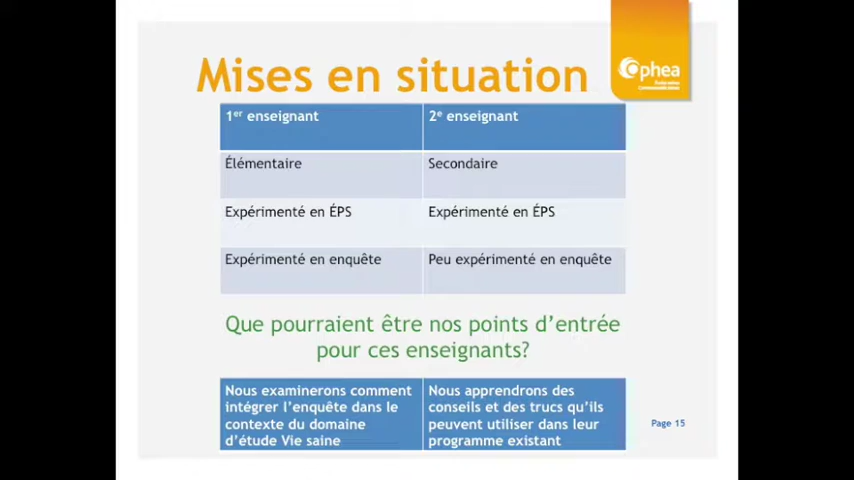 Mises en situation
Ophea
1er enseignant
2e enseignant
Élémentaire
Secondaire
Expérimenté en ÉPS
Expérimenté en ÉPS
Expérimenté en enquête
Peu expérimenté en enquête
Que pourraient être nos points d’entrée
pour ces enseignants?
Nous examinerons comment
intégrer l’enquête dans le
contexte du domaine
d’étude Vie saine
Nous apprendrons des
conseils et des trucs qu’ils
peuvent utiliser dans leur
programme existant
Page 15